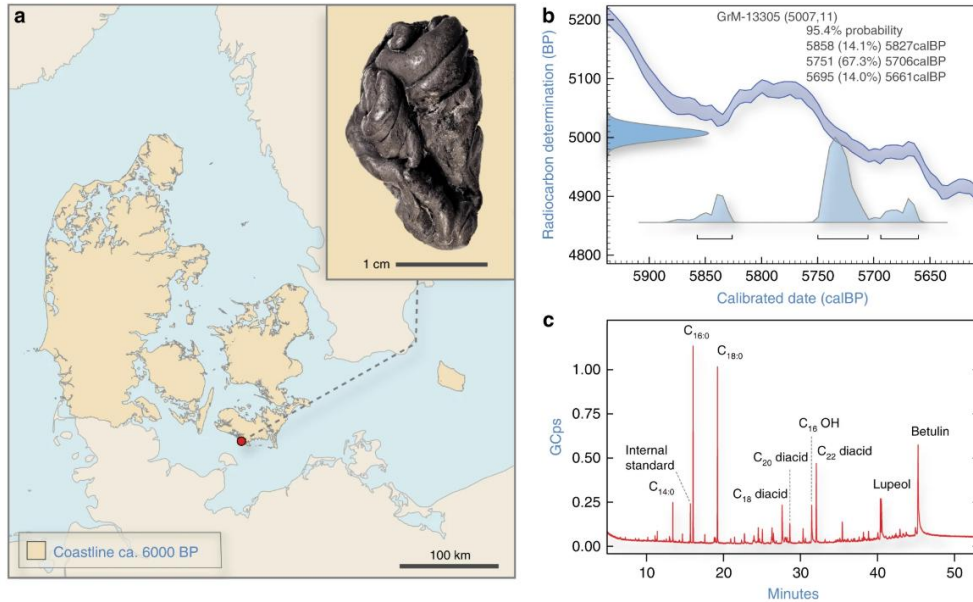 a
1 cm
Coastline ca. 6000 BP
100 km
b
GrM-13305 (5007,11)
95.4% probability
5858 (14.1%) 5827calBP
5751 (67.3%) 5706calBP
5695 (14.0%) 5661calBP
Radiocarbon determination (BP)
5200
5100
5000
4900
4800
5900
5850
5800
5750
5700
5650
Calibrated date (calBP)
c
C16:0
C18:0
C16 OH
C20 diacid
C22 diacid
Internal
standard
C14:0
C18 diacid
Lupeol
Betulin
GCps
1.00
0.75
0.50
0.25
0.00
10
20
30
40
50
Minutes